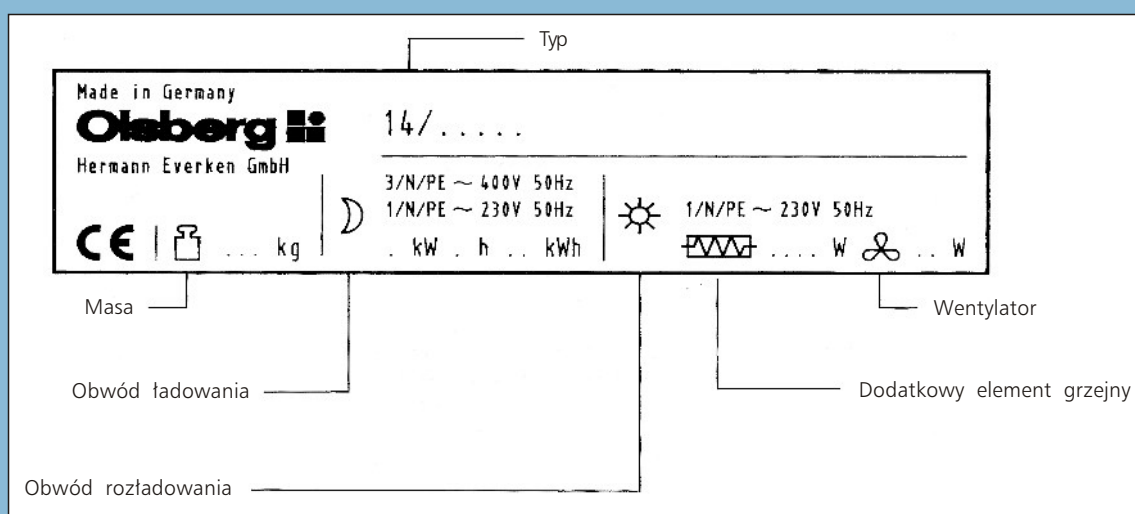 Typ
Made in Germany
Olsberg
14/.....
Hermann Everken GmbH
3/N/PE ~ 400V 50Hz
1/N/PE ~ 230V 50Hz
1/N/PE ~ 230V 50Hz
CE ... kg . kW . h .. kWh .... W .. W
Masa
Wentylator
Obwód ładowania
Dodatkowy element grzejny
Obwód rozładowania